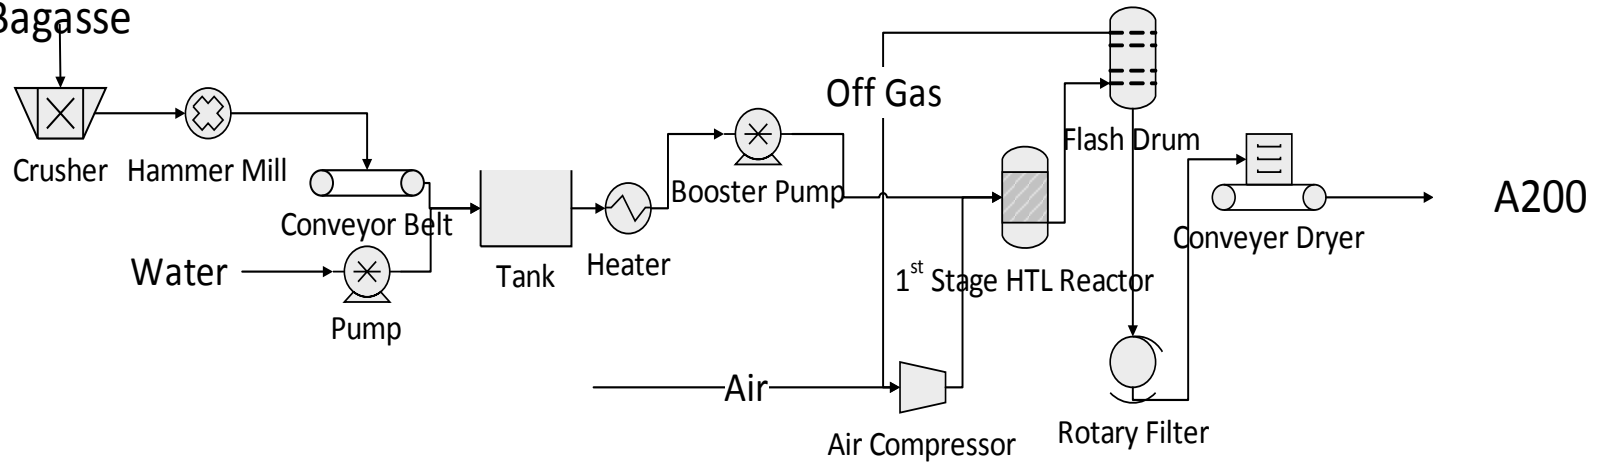 Bagasse
Off Gas
Flash Drum
Crusher
Hammer Mill
Booster Pump
A200
Conveyor Belt
Conveyer Dryer
Water
Tank
Heater
1st Stage HTL Reactor
Pump
Air
Air Compressor
Rotary Filter